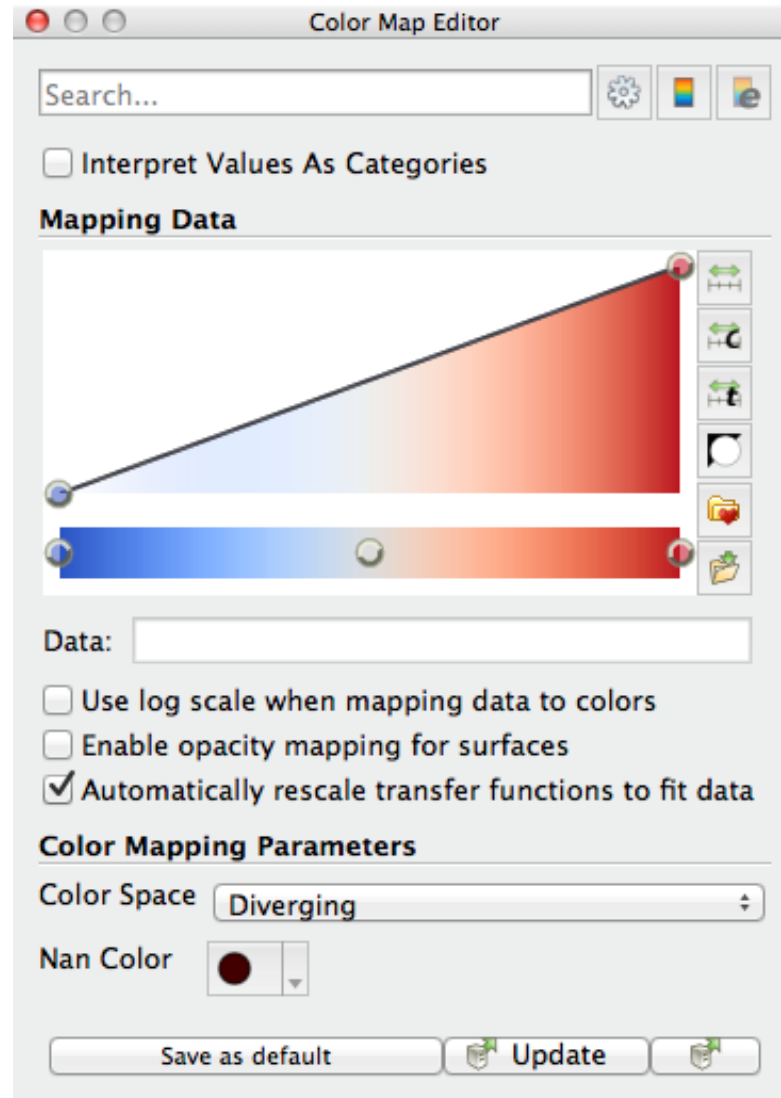 Color Map Editor
Search...
Interpret Values As Categories
Mapping Data
Data:
Use log scale when mapping data to colors
Enable opacity mapping for surfaces
Automatically rescale transfer functions to fit data
Color Mapping Parameters
Color Space Diverging
Nan Color
Save as default Update